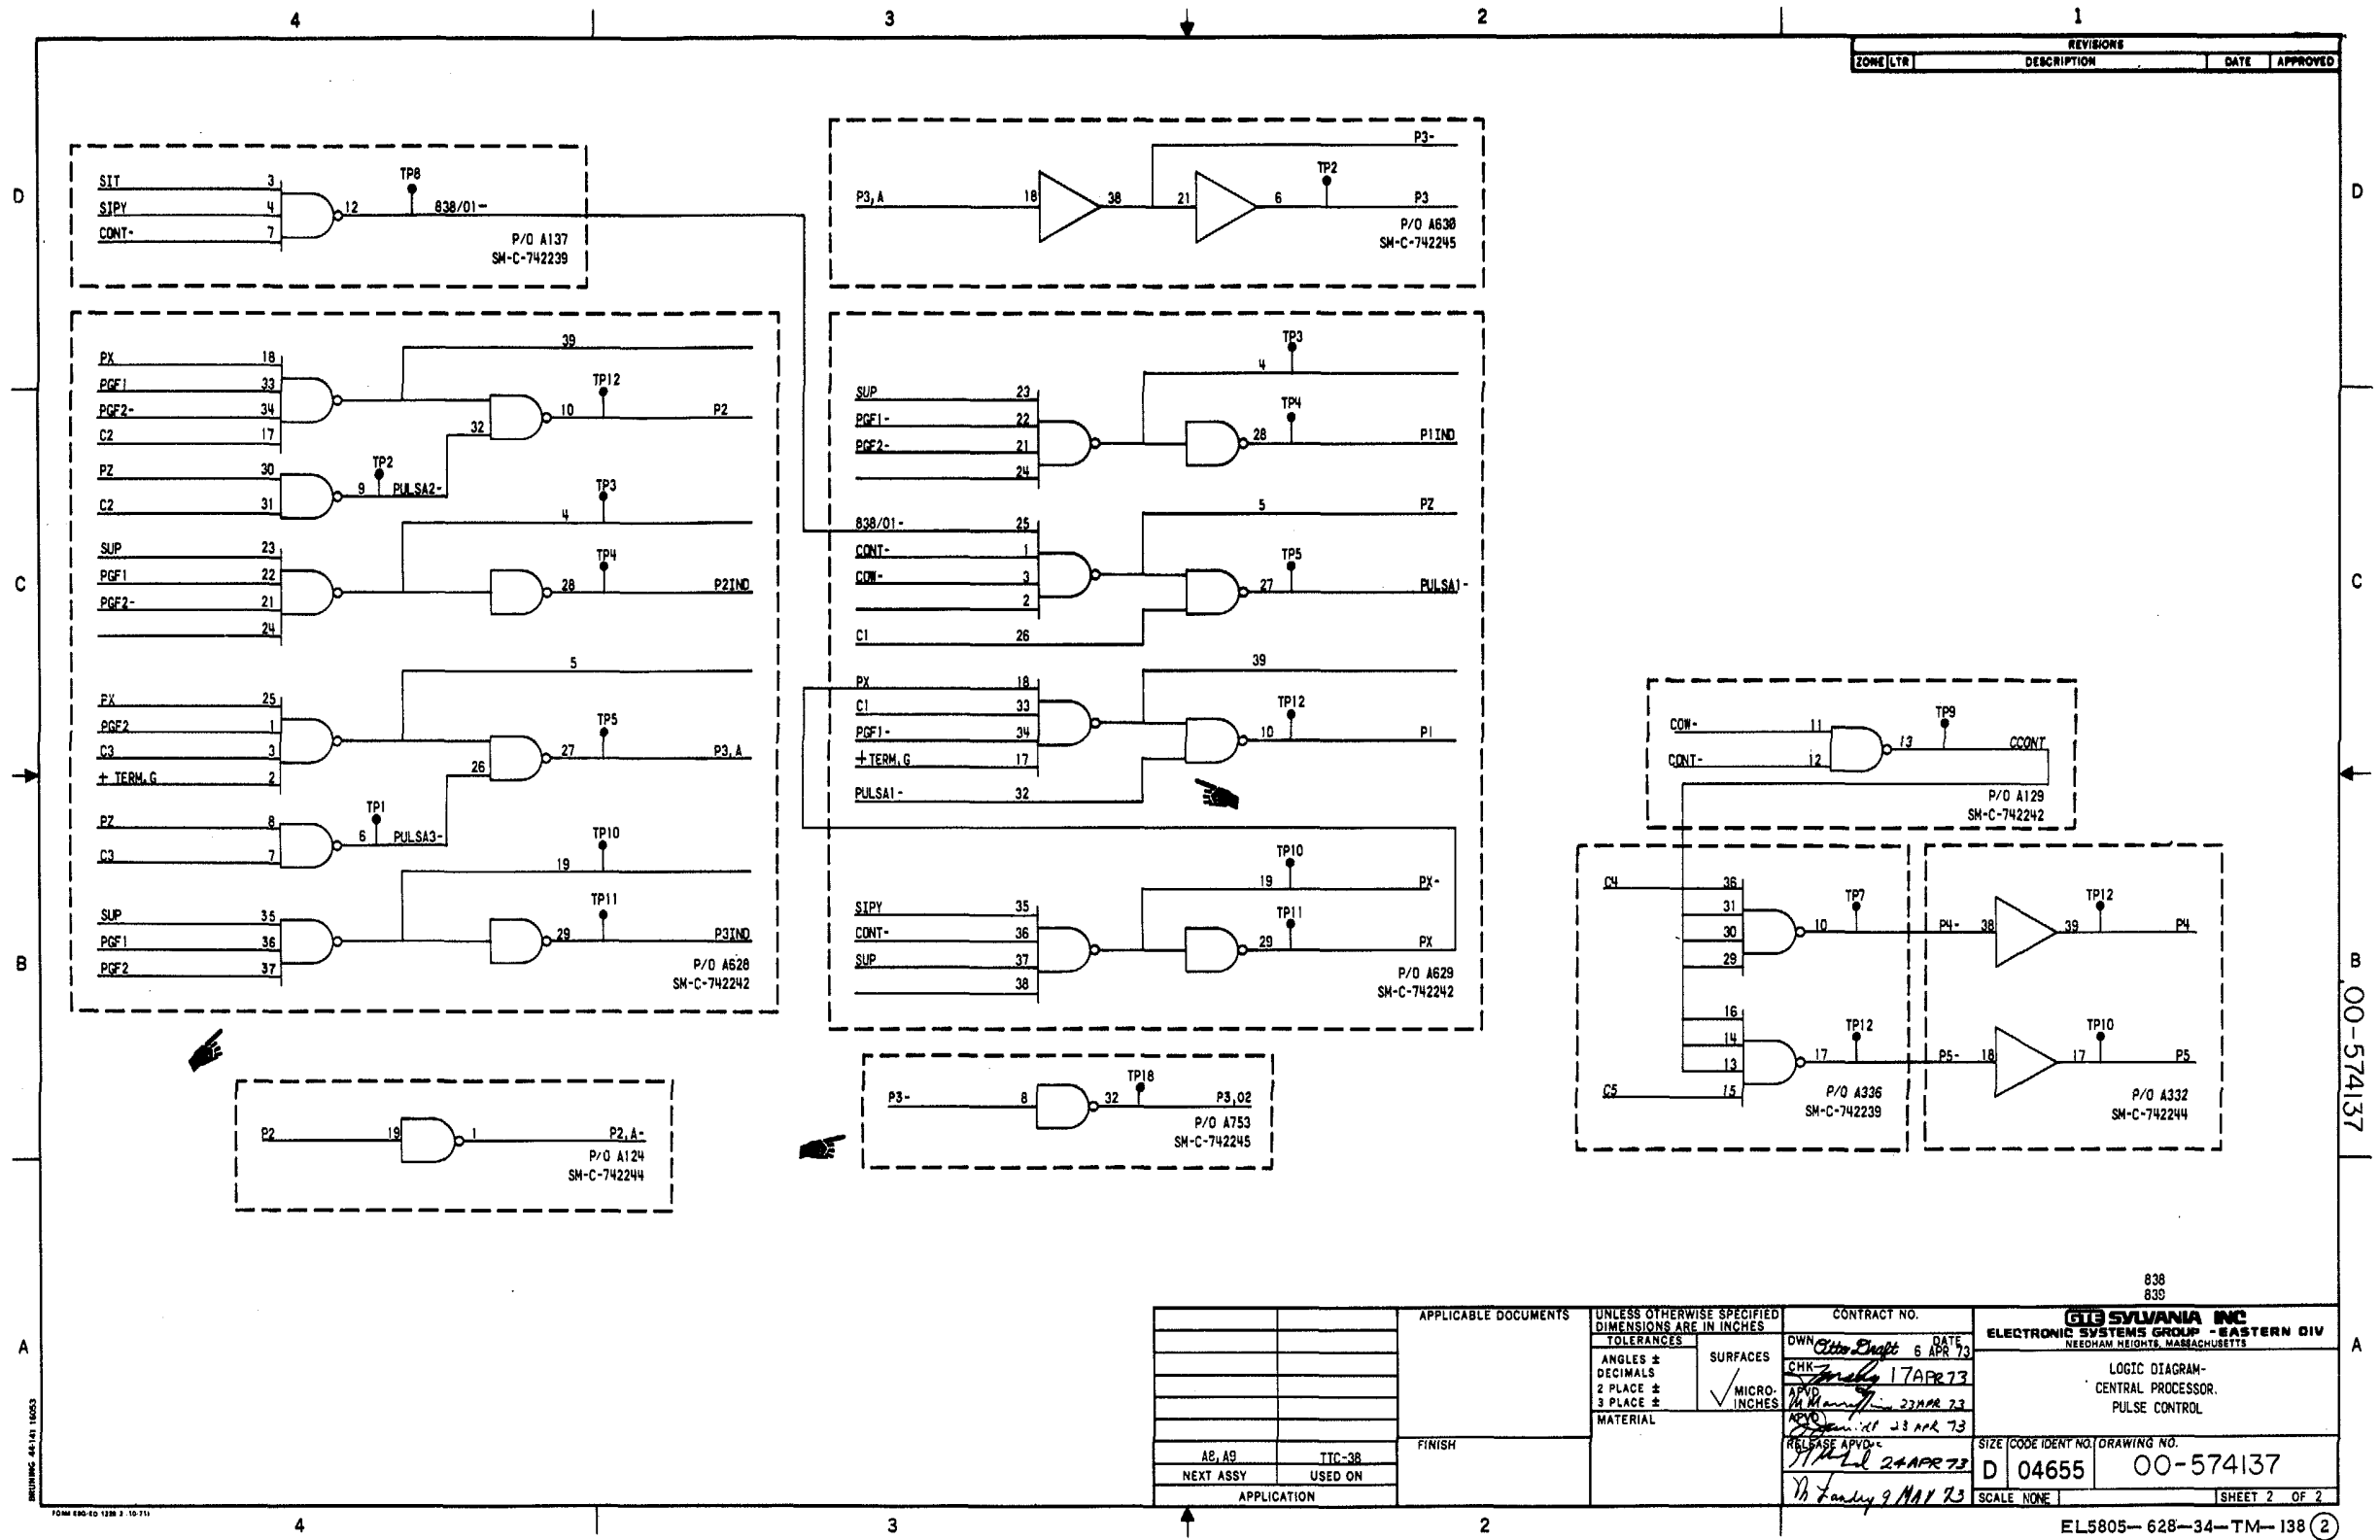 4 3 2 1
REVISIONS
ZONE LTR DESCRIPTION DATE APPROVED
D
D
C
C
B
B
A
A
SIT 3
SIPY 4
CONT- 7
12 TP8 838/01-
P/O A137
SM-C-742239
P3,A 18 38 21 6 TP2
P3-
P3
P/O A630
SM-C-742245
PX 18
PGF1 33
PGF2- 34
C2 17
39
32 10 TP12 P2
PZ 30
C2 31
9 TP2 PULSA2-
SUP 23
PGF1 22
PGF2- 21
24
4 TP3
28 TP4 P2IND
PX 25
PGF2 1
C3 3
+ TERM.G 2
5
26 27 TP5 P3,A
PZ 8
C3 7
6 TP1 PULSA3-
SUP 35
PGF1 36
PGF2 37
19 TP10
29 TP11 P3IND
P/O A628
SM-C-742242
SUP 23
PGF1- 22
PGF2- 21
24
4 TP3
28 TP4 P1IND
838/01- 25
CONT- 1
COW- 3
2
C1 26
5 PZ
27 TP5 PULSA1-
PX 18
C1 33
PGF1- 34
+TERM.G 17
PULSA1- 32
39
10 TP12 P1
SIPY 35
CONT- 36
SUP 37
38
19 TP10 PX-
29 TP11 PX
P/O A629
SM-C-742242
COW- 11
CONT- 12
13 TP9 CCONT
P/O A129
SM-C-742242
C4 36
31
30
29
10 TP7 P4- 38 39 TP12 P4
16
14
13
C5 15
17 TP12 P5- 18 17 TP10 P5
P/O A336
SM-C-742239
P/O A332
SM-C-742244
P2 19 1 P2,A-
P/O A124
SM-C-742244
P3- 8 32 TP18 P3,02
P/O A753
SM-C-742245
00-574137
838
839
APPLICABLE DOCUMENTS
FINISH
A8, A9 TTC-38
NEXT ASSY USED ON
APPLICATION
UNLESS OTHERWISE SPECIFIED
DIMENSIONS ARE IN INCHES
TOLERANCES
ANGLES ±
DECIMALS
2 PLACE ±
3 PLACE ±
SURFACES
MICRO-
INCHES
MATERIAL
CONTRACT NO.
DWN Otto Draft DATE 6 APR 73
CHK 17 APR 73
APVD 23 APR 73
APVD 23 APR 73
RELEASE APVD 24 APR 73
Landry 9 MAY 73
GTE SYLVANIA INC
ELECTRONIC SYSTEMS GROUP - EASTERN DIV
NEEDHAM HEIGHTS, MASSACHUSETTS
LOGIC DIAGRAM-
CENTRAL PROCESSOR.
PULSE CONTROL
SIZE CODE IDENT NO. DRAWING NO.
D 04655 00-574137
SCALE NONE SHEET 2 OF 2
BRUNING 44-141 16053
4 3 2
EL5805-628-34-TM-138 2